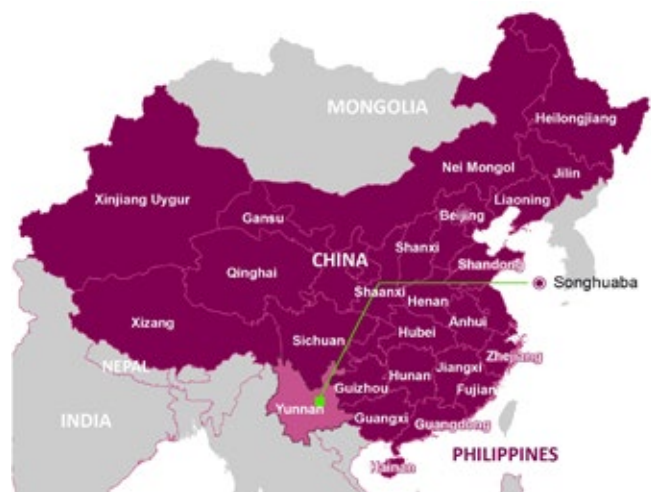 MONGOLIA
Heilongjiang
Nei Mongol
Jilin
Xinjiang Uygur
Liaoning
Gansu
Beijing
Shanxi
CHINA
Qinghai
Shandong
Songhuaba
Shaanxi
Henan
Xizang
Anhui
Hubei
Sichuan
Zhejiang
NEPAL
Jiangxi
Hunan
Guizhou
Fujian
Yunnan
INDIA
Guangxi
Guangdong
PHILIPPINES
Hainan